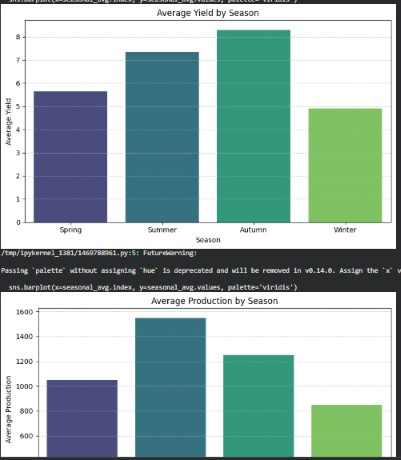 sns.barplot(x=seasonal_avg.index, y=seasonal_avg.values, palette='viridis')
Average Yield by Season
8
7
6
5
4
3
2
1
0
Average Yield
Spring Summer Autumn Winter
Season
/tmp/ipykernel_1381/1469788961.py:5: FutureWarning:
Passing `palette` without assigning `hue` is deprecated and will be removed in v0.14.0. Assign the `x` v
sns.barplot(x=seasonal_avg.index, y=seasonal_avg.values, palette='viridis')
Average Production by Season
1600
1400
1200
1000
800
600
Average Production